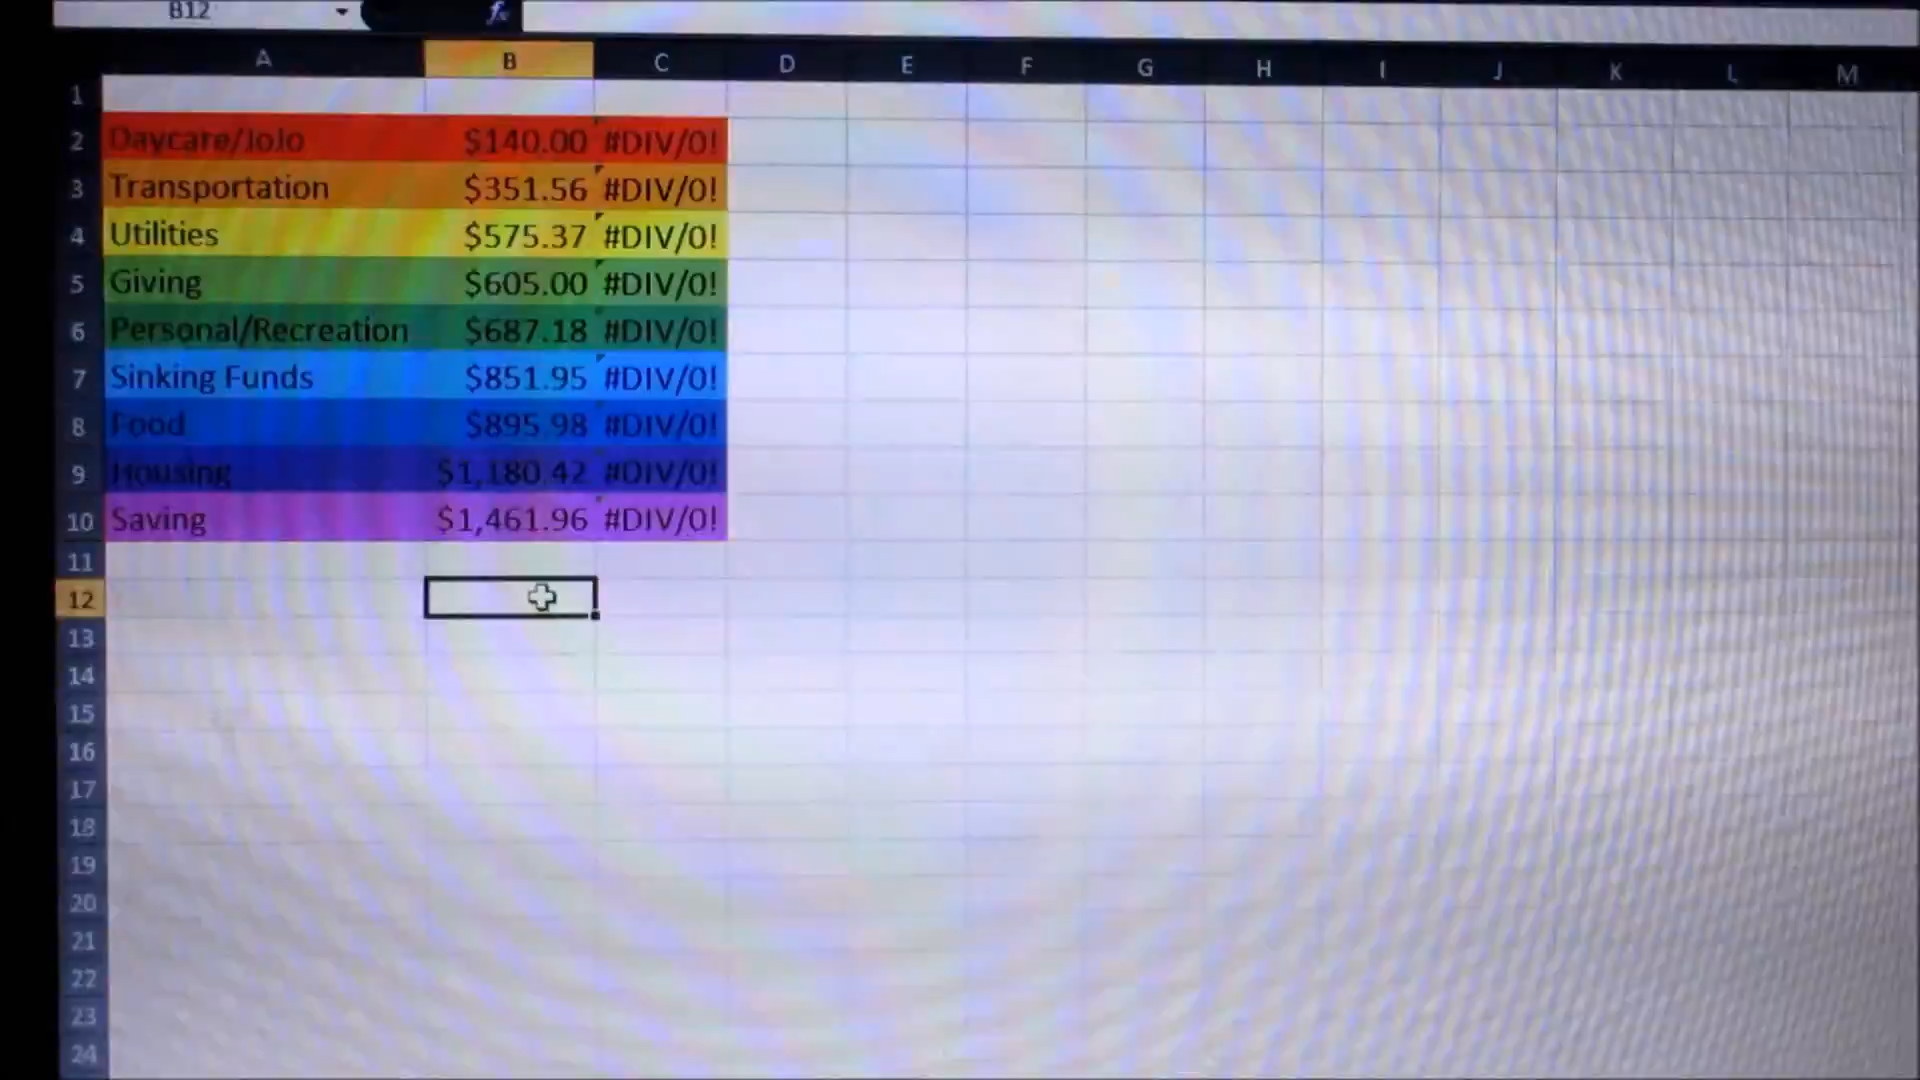 B12 fx
A B C D E F G H I J K L M
1
2 Daycare/JoJo $140.00 #DIV/0!
3 Transportation $351.56 #DIV/0!
4 Utilities $575.37 #DIV/0!
5 Giving $605.00 #DIV/0!
6 Personal/Recreation $687.18 #DIV/0!
7 Sinking Funds $851.95 #DIV/0!
8 Food $895.98 #DIV/0!
9 Housing $1,180.42 #DIV/0!
10 Saving $1,461.96 #DIV/0!
11
12
13
14
15
16
17
18
19
20
21
22
23
24